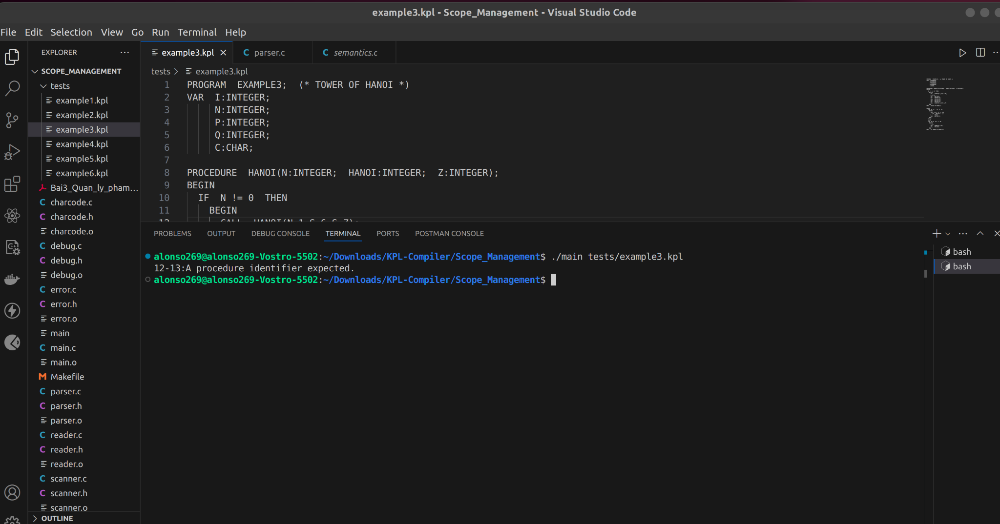 example3.kpl - Scope_Management - Visual Studio Code
File Edit Selection View Go Run Terminal Help
EXPLORER
SCOPE_MANAGEMENT
tests
example1.kpl
example2.kpl
example3.kpl
example4.kpl
example5.kpl
example6.kpl
Bai3_Quan_ly_pham...
charcode.c
charcode.h
charcode.o
debug.c
debug.h
debug.o
error.c
error.h
error.o
main
main.c
main.o
Makefile
parser.c
parser.h
parser.o
reader.c
reader.h
reader.o
scanner.c
scanner.h
scanner.o
OUTLINE
example3.kpl parser.c semantics.c
tests > example3.kpl
1 PROGRAM EXAMPLE3; (* TOWER OF HANOI *)
2 VAR I:INTEGER;
3 N:INTEGER;
4 P:INTEGER;
5 Q:INTEGER;
6 C:CHAR;
7
8 PROCEDURE HANOI(N:INTEGER; HANOI:INTEGER; Z:INTEGER);
9 BEGIN
10 IF N != 0 THEN
11 BEGIN
12 CALL HANOI(N-1,S,6-S-Z);
PROBLEMS OUTPUT DEBUG CONSOLE TERMINAL PORTS POSTMAN CONSOLE
alonso269@alonso269-Vostro-5502:~/Downloads/KPL-Compiler/Scope_Management$ ./main tests/example3.kpl
12-13:A procedure identifier expected.
alonso269@alonso269-Vostro-5502:~/Downloads/KPL-Compiler/Scope_Management$
bash
bash